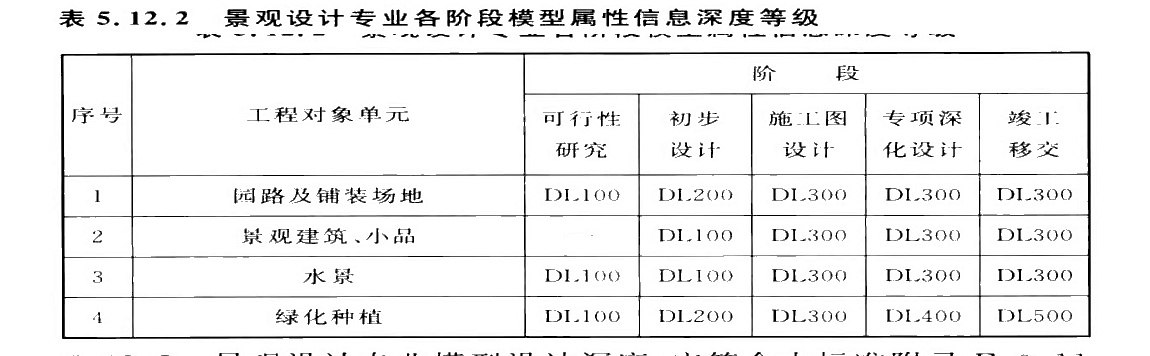 表 5.12.2 景观设计专业各阶段模型属性信息深度等级
序号 工程对象单元 阶 段
可行性研究 初步设计 施工图设计 专项深化设计 竣工移交
1 园路及铺装场地 DL100 DL200 DL300 DL300 DL300
2 景观建筑、小品 - DL100 DL300 DL300 DL300
3 水景 DL100 DL100 DL300 DL300 DL300
4 绿化种植 DL100 DL200 DL300 DL400 DL500